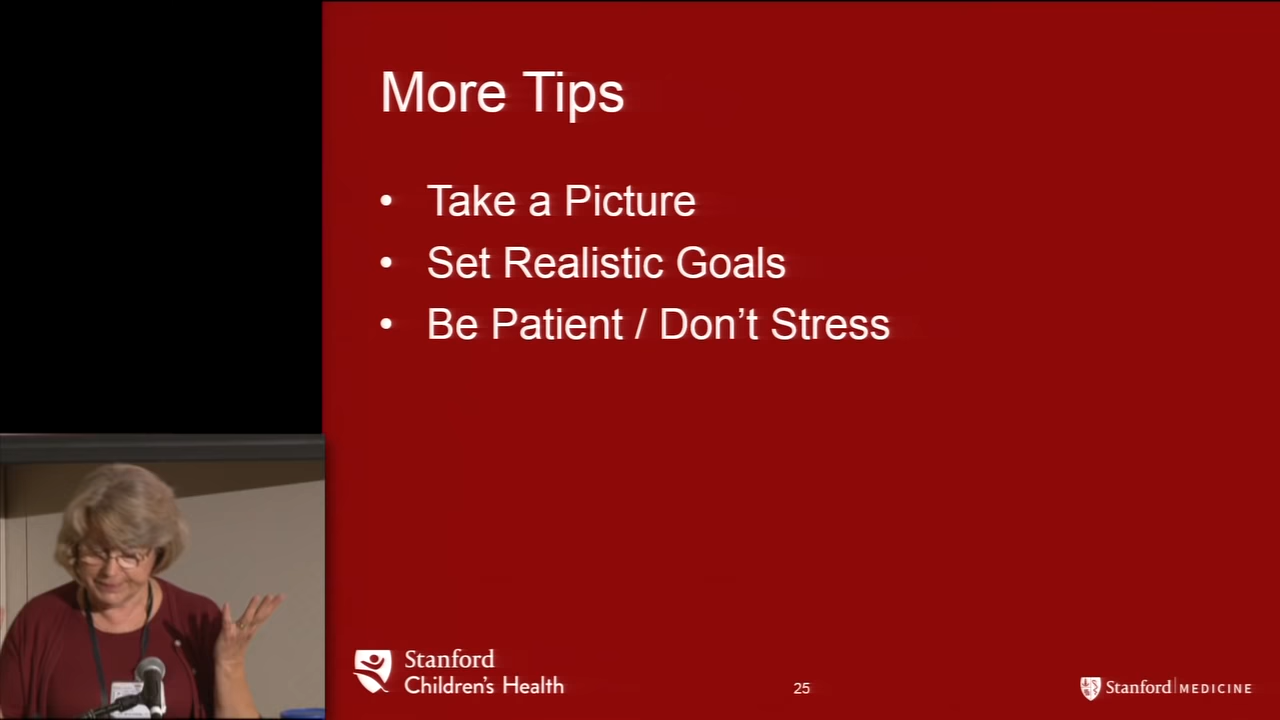 More Tips
• Take a Picture
• Set Realistic Goals
• Be Patient / Don’t Stress
Stanford
Children’s Health
25
Stanford MEDICINE